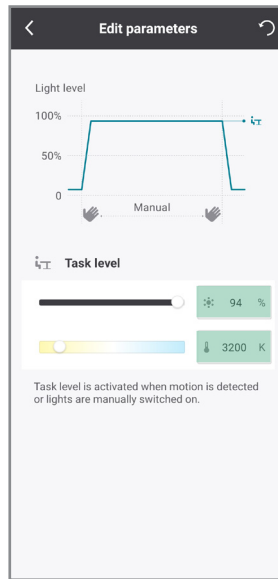 Edit parameters
Light level
100%
50%
0
Manual
Task level
94 %
3200 K
Task level is activated when motion is detected
or lights are manually switched on.